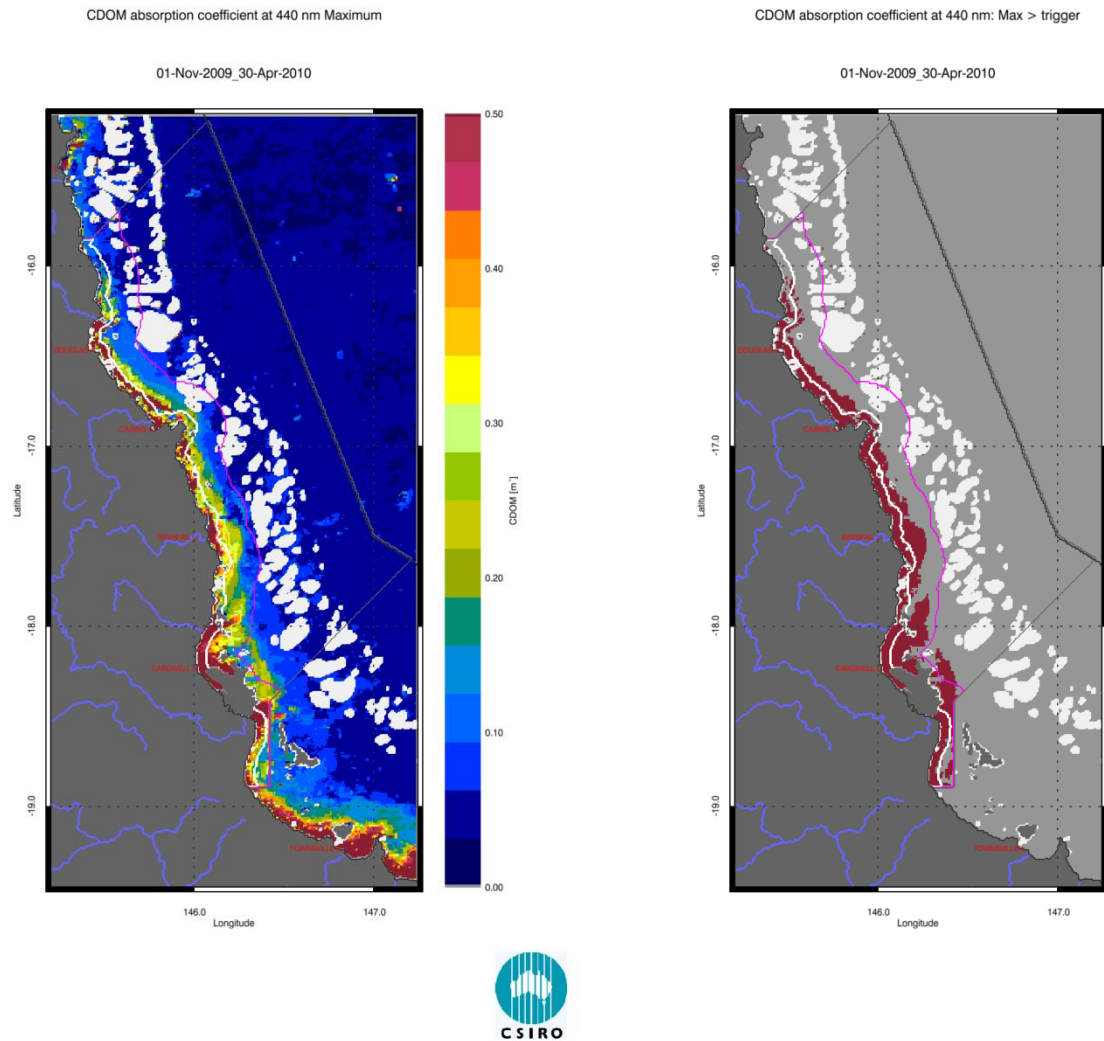 CDOM absorption coefficient at 440 nm Maximum
01-Nov-2009_30-Apr-2010
0.50
0.40
0.30
0.20
0.10
0.00
CDOM [m⁻¹]
-16.0
-17.0
-18.0
-19.0
Latitude
146.0
147.0
Longitude
DOUGLAS
CAIRNS
CARDWELL
TOWNSVILLE
CDOM absorption coefficient at 440 nm: Max > trigger
01-Nov-2009_30-Apr-2010
-16.0
-17.0
-18.0
-19.0
Latitude
146.0
147.0
Longitude
DOUGLAS
CAIRNS
CARDWELL
TOWNSVILLE
CSIRO